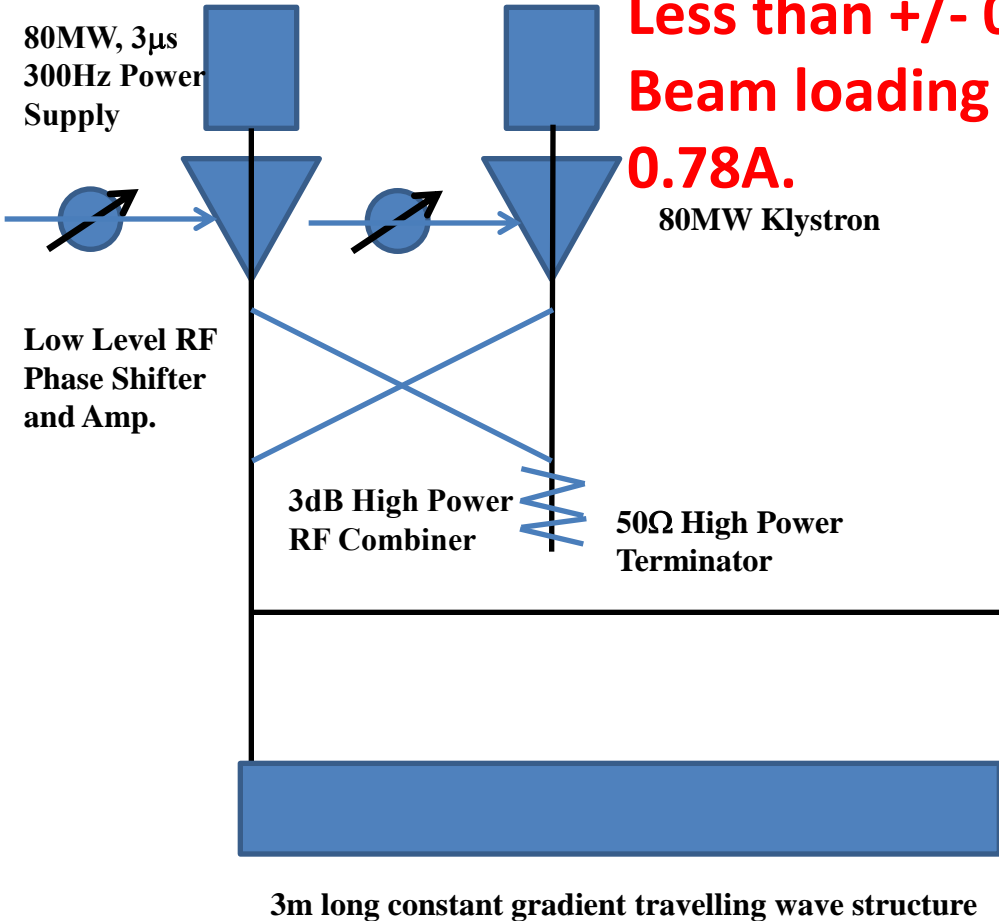 80MW, 3μs
300Hz Power
Supply
Less than +/-
Beam loading
0.78A.
80MW Klystron
Low Level RF
Phase Shifter
and Amp.
3dB High Power
RF Combiner
50Ω High Power
Terminator
3m long constant gradient travelling wave structure